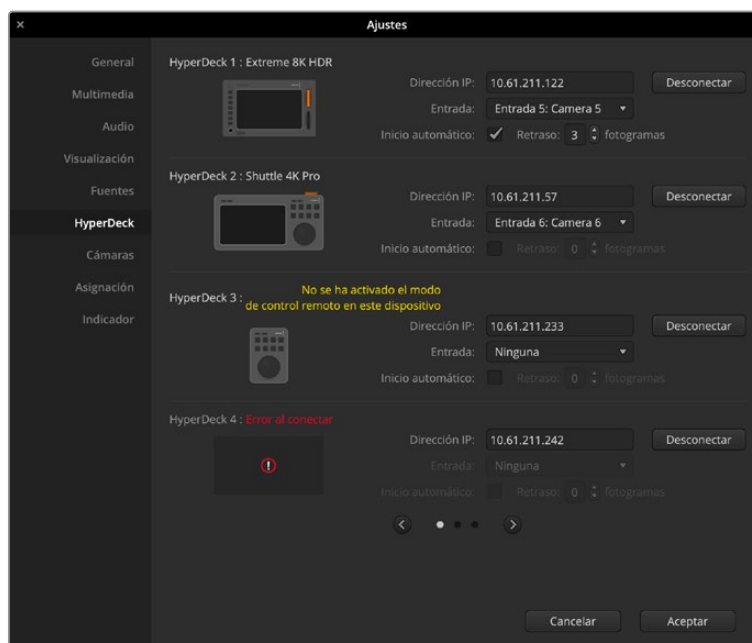 Ajustes
General
Multimedia
Audio
Visualización
Fuentes
HyperDeck
Cámaras
Asignación
Indicador
HyperDeck 1 : Extreme 8K HDR
Dirección IP: 10.61.211.122 Desconectar
Entrada: Entrada 5: Camera 5
Inicio automático: Retraso: 3 fotogramas
HyperDeck 2 : Shuttle 4K Pro
Dirección IP: 10.61.211.57 Desconectar
Entrada: Entrada 6: Camera 6
Inicio automático: Retraso: 0 fotogramas
HyperDeck 3 : No se ha activado el modo
de control remoto en este dispositivo
Dirección IP: 10.61.211.233 Desconectar
Entrada: Ninguna
Inicio automático: Retraso: 0 fotogramas
HyperDeck 4 : Error al conectar
Dirección IP: 10.61.211.242 Desconectar
Entrada: Ninguna
Inicio automático: Retraso: 0 fotogramas
Cancelar Aceptar